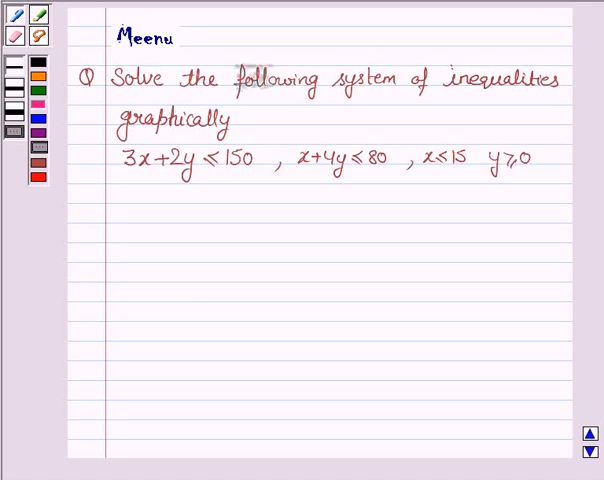 Meenu
Q Solve the following system of inequalities
graphically
3x+2y ≤ 150 , x+4y ≤ 80 , x ≤ 15 y ≥ 0